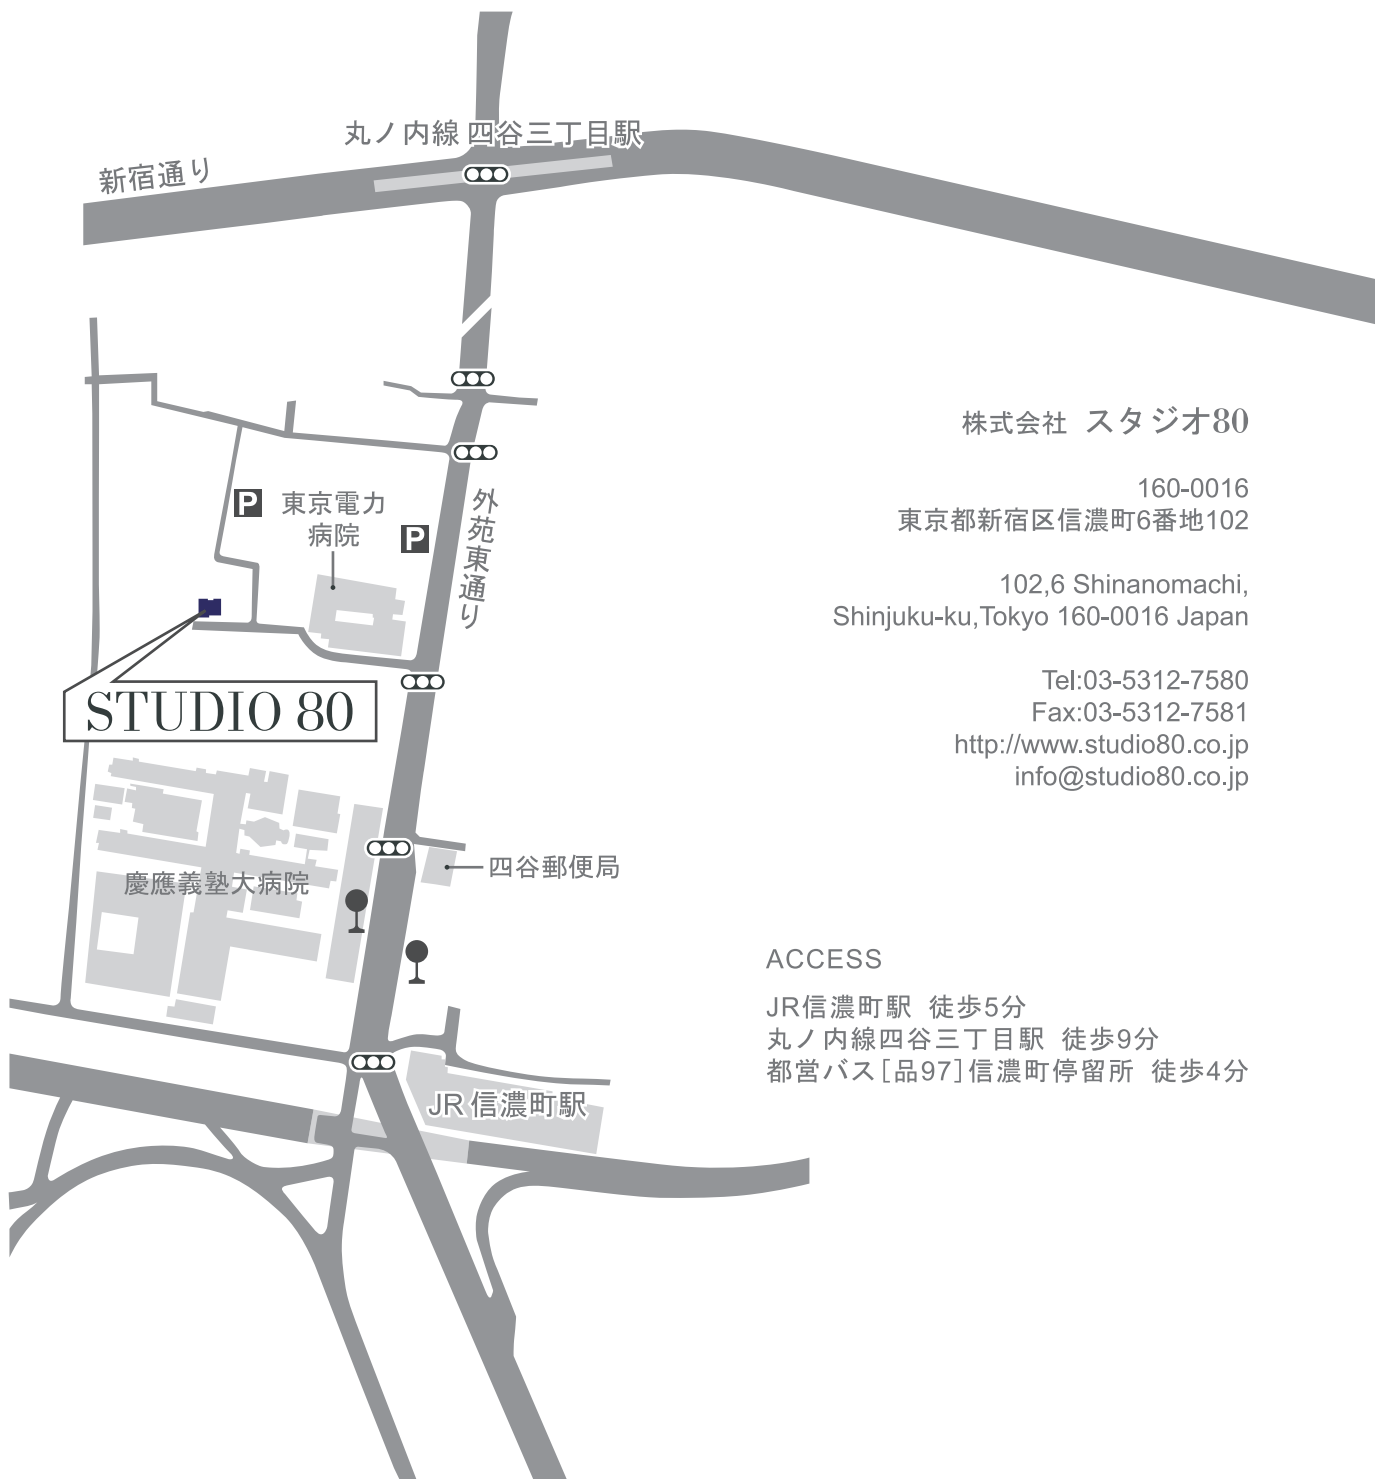 丸ノ内線 四谷三丁目駅
新宿通り
株式会社 スタジオ80
160-0016
東京都新宿区信濃町6番地102
102,6 Shinanomachi,
Shinjuku-ku,Tokyo 160-0016 Japan
Tel:03-5312-7580
Fax:03-5312-7581
http://www.studio80.co.jp
info@studio80.co.jp
P
東京電力
病院
P
外苑東通り
STUDIO 80
四谷郵便局
慶應義塾大病院
ACCESS
JR信濃町駅 徒歩5分
丸ノ内線四谷三丁目駅 徒歩9分
都営バス[品97]信濃町停留所 徒歩4分
JR信濃町駅